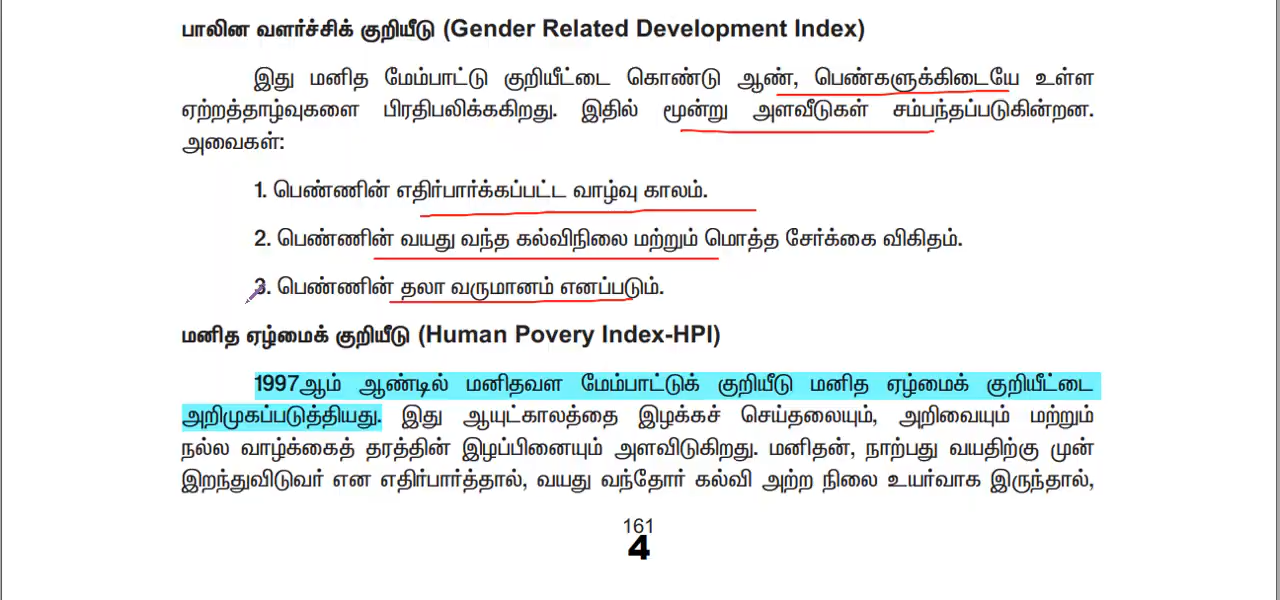 பாலின வளர்ச்சிக் குறியீடு (Gender Related Development Index)
இது மனித மேம்பாட்டு குறியீட்டை கொண்டு ஆண், பெண்களுக்கிடையே உள்ள
ஏற்றத்தாழ்வுகளை பிரதிபலிக்ககிறது. இதில் மூன்று அளவீடுகள் சம்பந்தப்படுகின்றன.
அவைகள்:
1. பெண்ணின் எதிர்பார்க்கப்பட்ட வாழ்வு காலம்.
2. பெண்ணின் வயது வந்த கல்விநிலை மற்றும் மொத்த சேர்க்கை விகிதம்.
3. பெண்ணின் தலா வருமானம் எனப்படும்.
மனித ஏழ்மைக் குறியீடு (Human Povery Index-HPI)
1997ஆம் ஆண்டில் மனிதவள மேம்பாட்டுக் குறியீடு மனித ஏழ்மைக் குறியீட்டை
அறிமுகப்படுத்தியது. இது ஆயுட்காலத்தை இழக்கச் செய்தலையும், அறிவையும் மற்றும்
நல்ல வாழ்க்கைத் தரத்தின் இழப்பினையும் அளவிடுகிறது. மனிதன், நாற்பது வயதிற்கு முன்
இறந்துவிடுவர் என எதிர்பார்த்தால், வயது வந்தோர் கல்வி அற்ற நிலை உயர்வாக இருந்தால்,
161
4